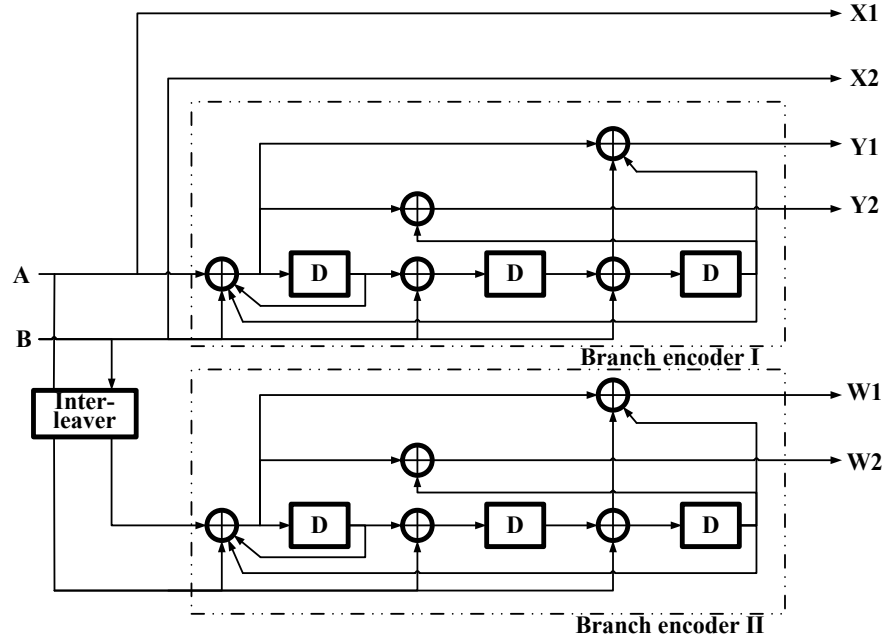 X1
X2
Y1
Y2
A
D
D
D
B
Branch encoder I
Inter-
leaver
W1
W2
D
D
D
Branch encoder II